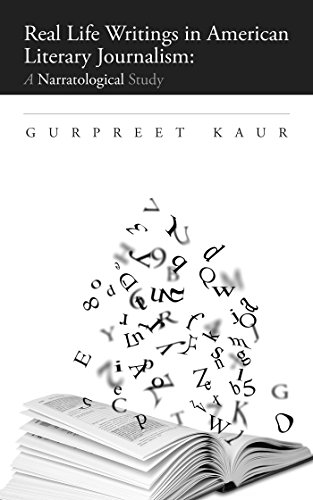 Real Life Writings in American
Literary Journalism:
A Narratological Study
GURPREET KAUR